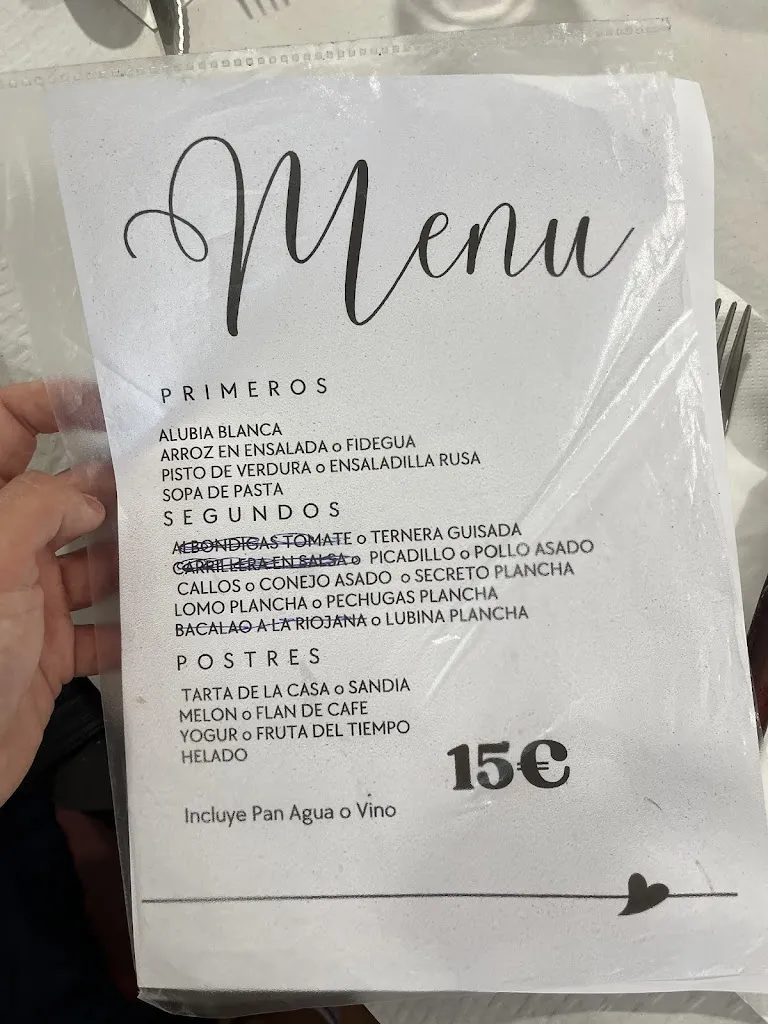 Menu
PRIMEROS
ALUBIA BLANCA
ARROZ EN ENSALADA o FIDEGUA
PISTO DE VERDURA o ENSALADILLA RUSA
SOPA DE PASTA
SEGUNDOS
ALBONDIGAS TOMATE o TERNERA GUISADA
CARRILLERA EN SALSA o PICADILLO o POLLO ASADO
CALLOS o CONEJO ASADO o SECRETO PLANCHA
LOMO PLANCHA o PECHUGAS PLANCHA
BACALAO A LA RIOJANA o LUBINA PLANCHA
POSTRES
TARTA DE LA CASA o SANDIA
MELON o FLAN DE CAFE
YOGUR o FRUTA DEL TIEMPO
HELADO
15€
Incluye Pan Agua o Vino